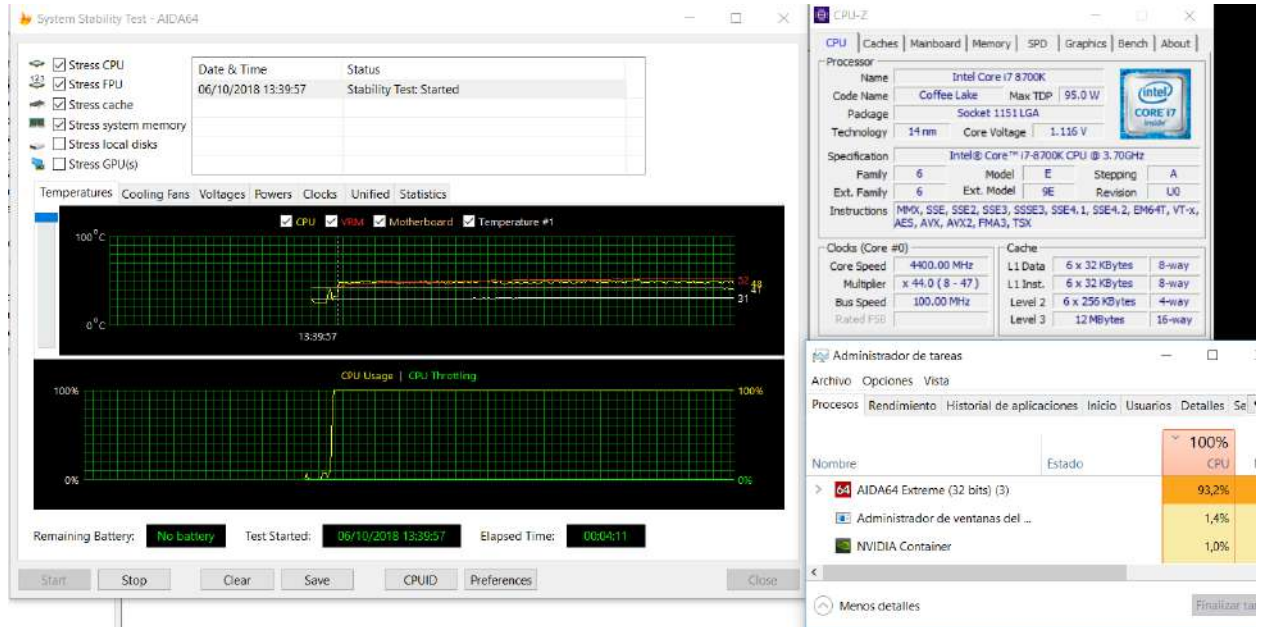 System Stability Test - AIDA64
Stress CPU
Stress FPU
Stress cache
Stress system memory
Stress local disks
Stress GPU(s)
Date & Time Status
06/10/2018 13:39:57 Stability Test: Started
Temperatures Cooling Fans Voltages Powers Clocks Unified Statistics
CPU VRM Motherboard Temperature #1
100°C
52
48
41
31
0°C
13:39:57
CPU Usage | CPU Throttling
100% 100%
0% 0%
Remaining Battery: No battery Test Started: 06/10/2018 13:39:57 Elapsed Time: 00:04:11
Start Stop Clear Save CPUID Preferences Close
CPU-Z
CPU Caches Mainboard Memory SPD Graphics Bench About
Processor
Name Intel Core i7 8700K
Code Name Coffee Lake Max TDP 95.0 W
Package Socket 1151 LGA
Technology 14 nm Core Voltage 1.116 V
(intel)
CORE i7
inside
Specification Intel® Core™ i7-8700K CPU @ 3.70GHz
Family 6 Model E Stepping A
Ext. Family 6 Ext. Model 9E Revision U0
Instructions MMX, SSE, SSE2, SSE3, SSSE3, SSE4.1, SSE4.2, EM64T, VT-x,
AES, AVX, AVX2, FMA3, TSX
Clocks (Core #0) Cache
Core Speed 4400.00 MHz L1 Data 6 x 32 KBytes 8-way
Multiplier x 44.0 ( 8 - 47 ) L1 Inst. 6 x 32 KBytes 8-way
Bus Speed 100.00 MHz Level 2 6 x 256 KBytes 4-way
Rated FSB Level 3 12 MBytes 16-way
Administrador de tareas
Archivo Opciones Vista
Procesos Rendimiento Historial de aplicaciones Inicio Usuarios Detalles Se
100%
Nombre Estado CPU
64 AIDA64 Extreme (32 bits) (3) 93,2%
Administrador de ventanas del ... 1,4%
NVIDIA Container 1,0%
Menos detalles Finalizar tar